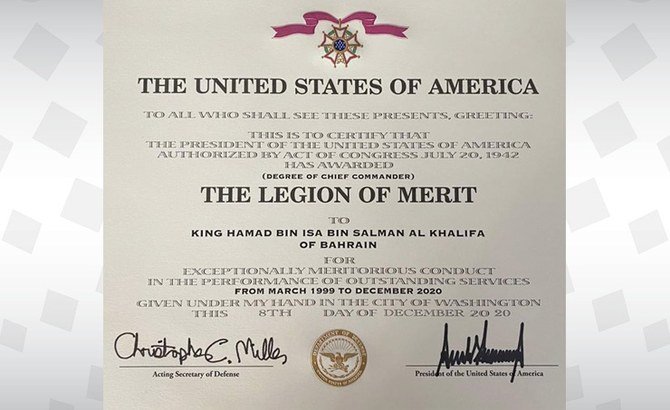 THE UNITED STATES OF AMERICA
TO ALL WHO SHALL SEE THESE PRESENTS, GREETING:
THIS IS TO CERTIFY THAT
THE PRESIDENT OF THE UNITED STATES OF AMERICA
AUTHORIZED BY ACT OF CONGRESS JULY 20, 1942
HAS AWARDED
(DEGREE OF CHIEF COMMANDER)
THE LEGION OF MERIT
TO
KING HAMAD BIN ISA BIN SALMAN AL KHALIFA
OF BAHRAIN
FOR
EXCEPTIONALLY MERITORIOUS CONDUCT
IN THE PERFORMANCE OF OUTSTANDING SERVICES
FROM MARCH 1999 TO DECEMBER 2020
GIVEN UNDER MY HAND IN THE CITY OF WASHINGTON
THIS 8TH DAY OF DECEMBER 20 20
Christopher C. Miller
Acting Secretary of Defense
President of the United States of America